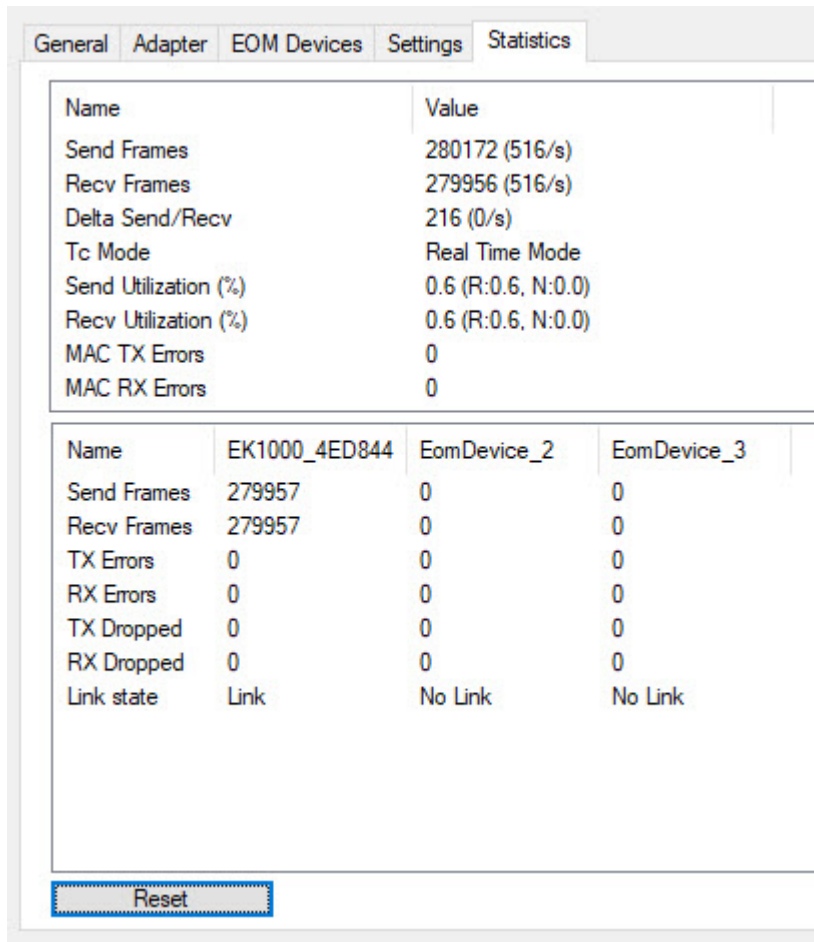 General Adapter EOM Devices Settings Statistics
Name Value
Send Frames 280172 (516/s)
Recv Frames 279956 (516/s)
Delta Send/Recv 216 (0/s)
Tc Mode Real Time Mode
Send Utilization (%) 0.6 (R:0.6, N:0.0)
Recv Utilization (%) 0.6 (R:0.6, N:0.0)
MAC TX Errors 0
MAC RX Errors 0
Name EK1000_4ED844 EomDevice_2 EomDevice_3
Send Frames 279957 0 0
Recv Frames 279957 0 0
TX Errors 0 0 0
RX Errors 0 0 0
TX Dropped 0 0 0
RX Dropped 0 0 0
Link state Link No Link No Link
Reset